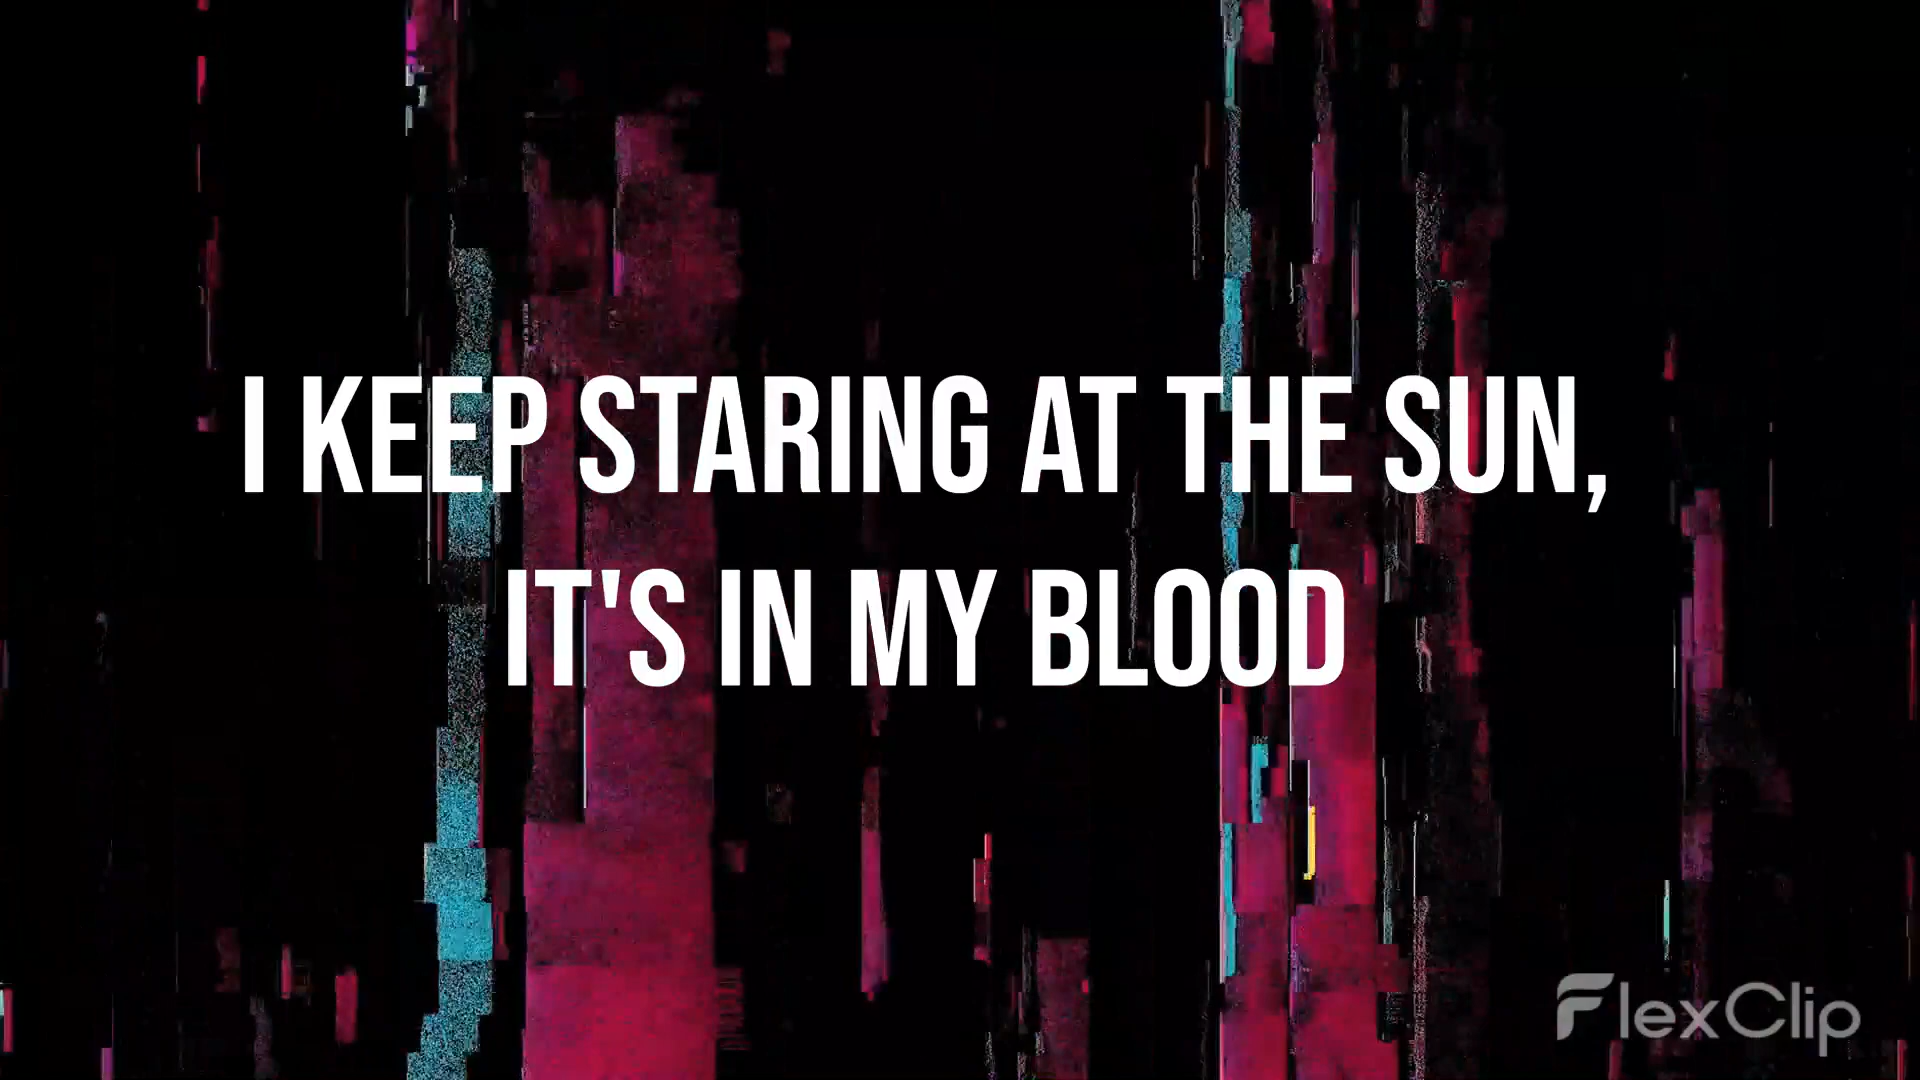 I KEEP STARING AT THE SUN,
IT'S IN MY BLOOD
FlexClip